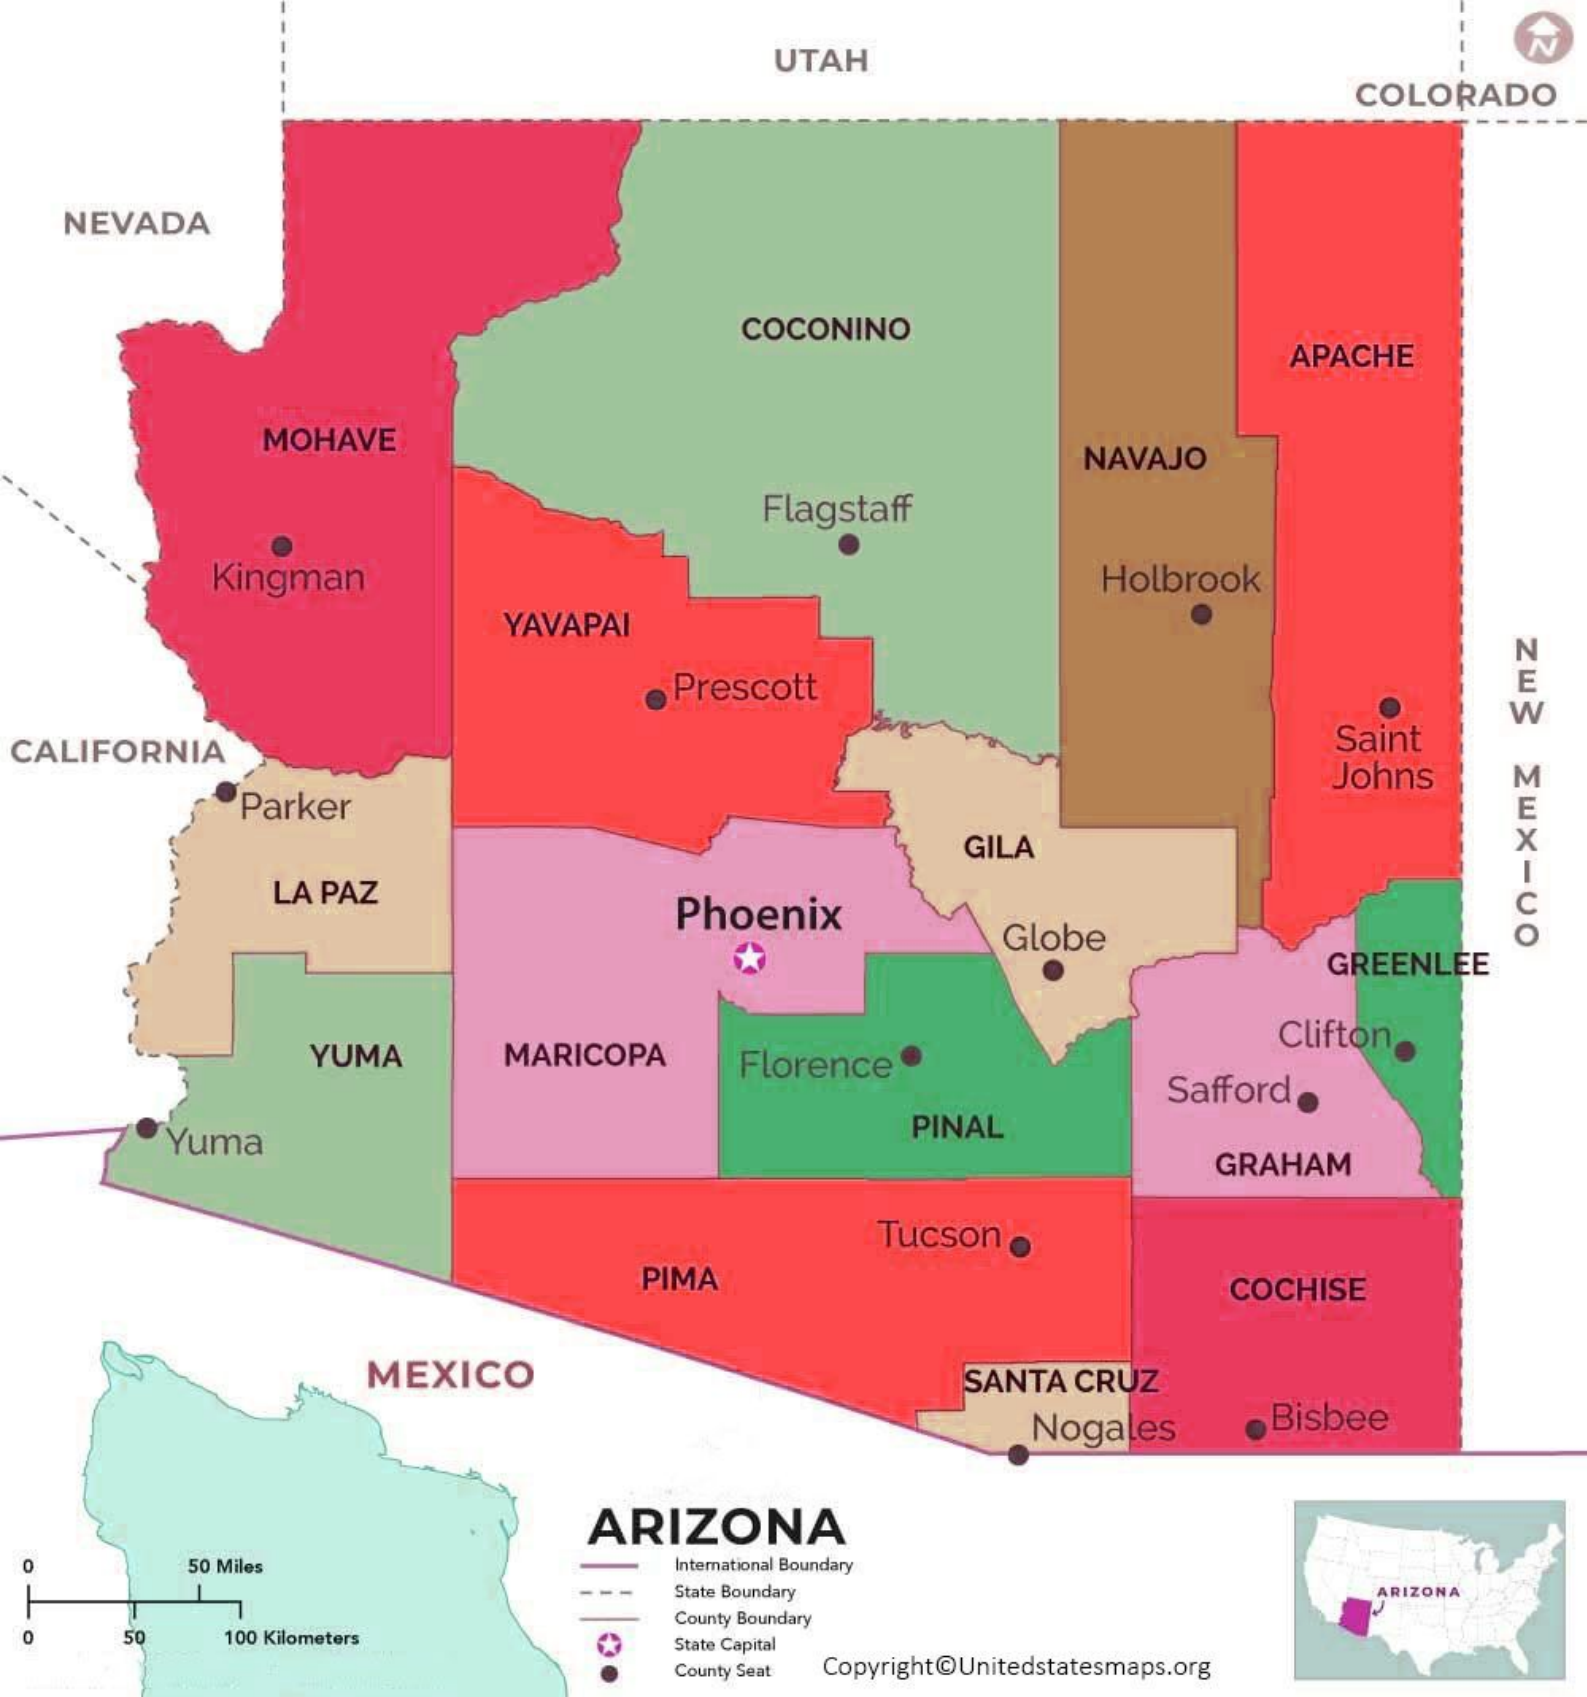 UTAH
N
COLORADO
NEVADA
COCONINO
APACHE
MOHAVE
NAVAJO
Flagstaff
Kingman
Holbrook
YAVAPAI
Prescott
NEW MEXICO
Saint
Johns
CALIFORNIA
Parker
GILA
LA PAZ
Phoenix
Globe
GREENLEE
Clifton
YUMA
MARICOPA
Florence
Safford
PINAL
Yuma
GRAHAM
Tucson
PIMA
COCHISE
MEXICO
SANTA CRUZ
Nogales
Bisbee
ARIZONA
International Boundary
State Boundary
County Boundary
State Capital
County Seat
0 50 Miles
0 50 100 Kilometers
ARIZONA
Copyright©Unitedstatesmaps.org